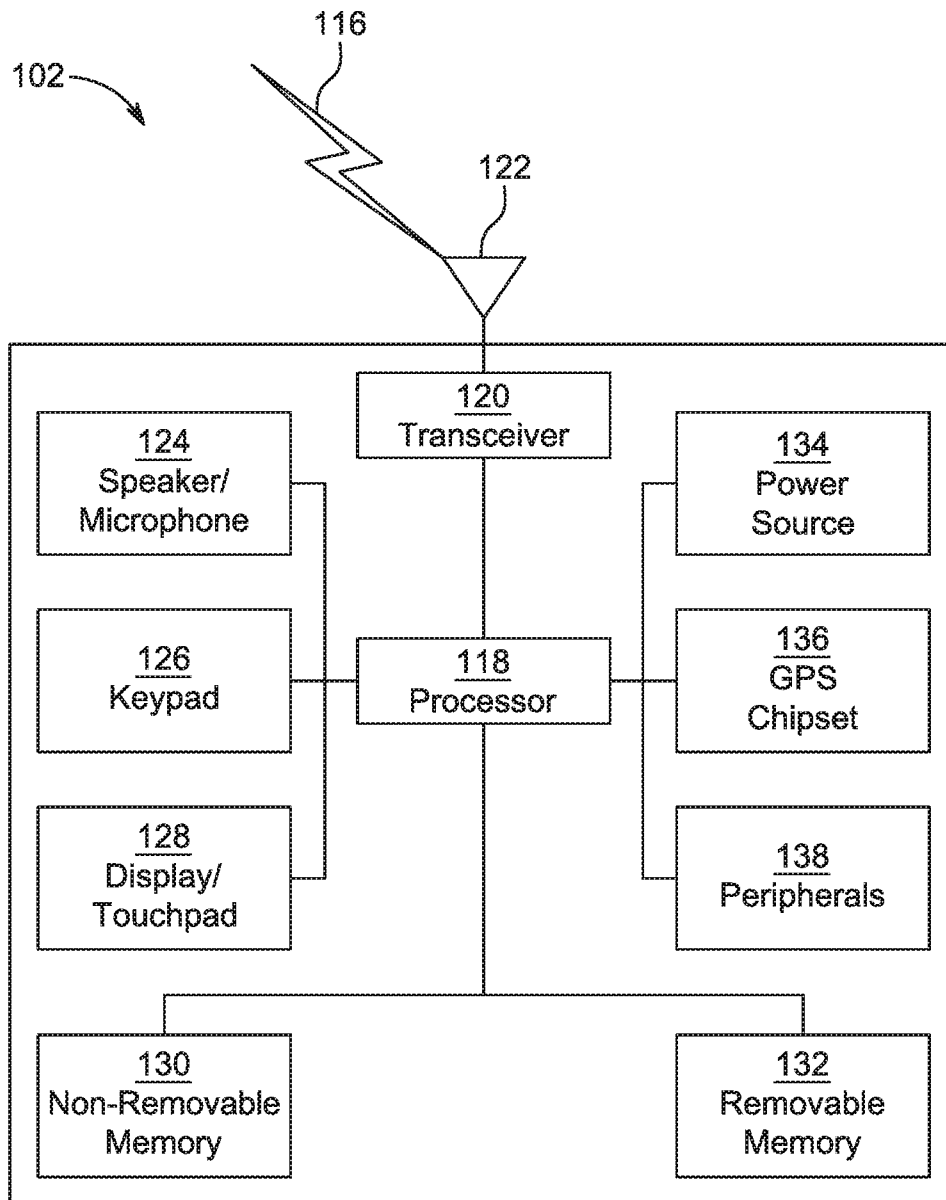 116
102
122
120
Transceiver
124
Speaker/
Microphone
134
Power
Source
126
Keypad
118
Processor
136
GPS
Chipset
128
Display/
Touchpad
138
Peripherals
130
Non-Removable
Memory
132
Removable
Memory